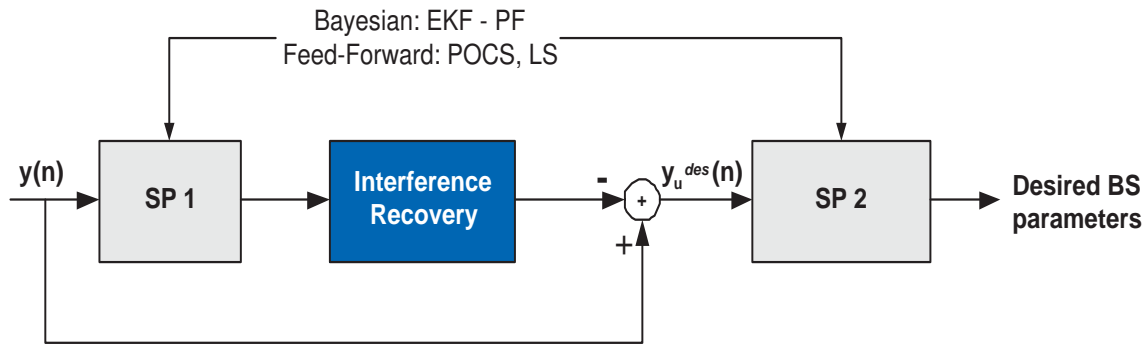 Bayesian: EKF - PF
Feed-Forward: POCS, LS
y(n)
SP 1
Interference
Recovery
-
+
+
y_u^des(n)
SP 2
Desired BS
parameters